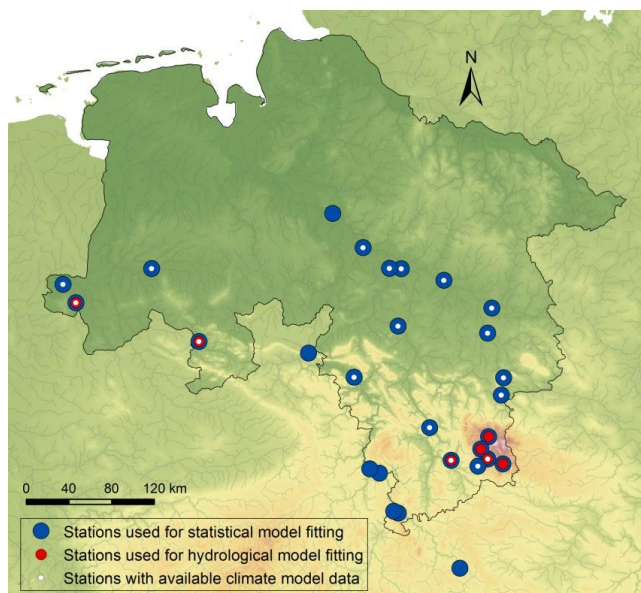 N
0 20 40 80 120 km
Stations used for statistical model fitting
Stations used for hydrological model fitting
Stations with available climate model data